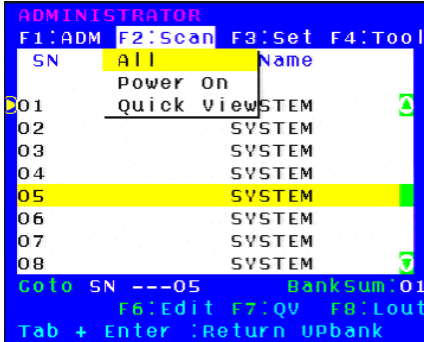 ADMINISTRATOR
F1:ADM F2:Scan F3:Set F4:Tool
SN All Name
Power On
01 Quick View SYSTEM
02 SYSTEM
03 SYSTEM
04 SYSTEM
05 SYSTEM
06 SYSTEM
07 SYSTEM
08 SYSTEM
Goto SN ---05 BankSum:01
F6:Edit F7:QV F8:Lout
Tab + Enter :Return UPbank